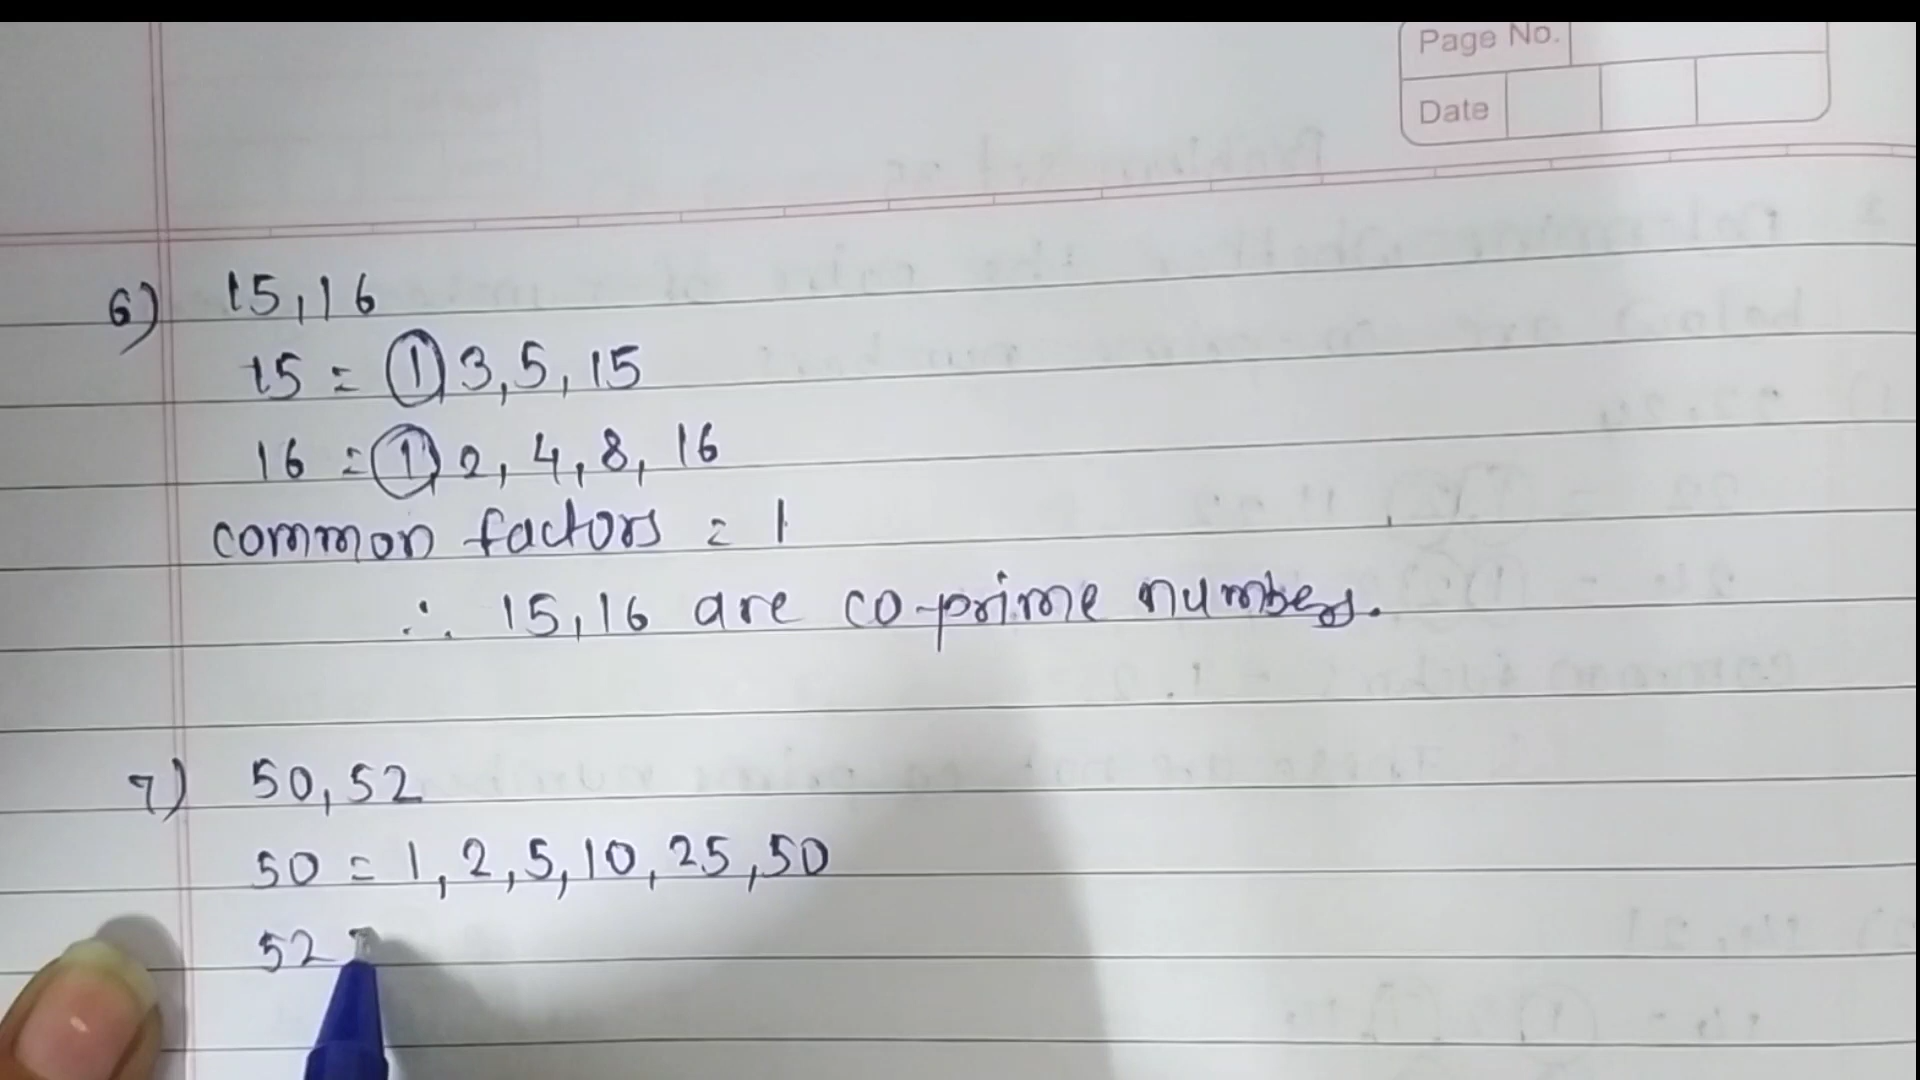 Page No.
Date
6) 15, 16
15 = 1 3, 5, 15
16 = 1, 2, 4, 8, 16
common factors = 1
∴ 15, 16 are co-prime numbers.
7) 50, 52
50 = 1, 2, 5, 10, 25, 50
52 =